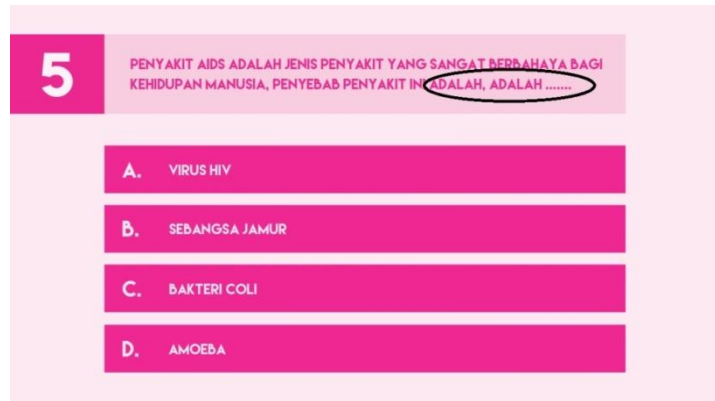 5
PENYAKIT AIDS ADALAH JENIS PENYAKIT YANG SANGAT BERBAHAYA BAGI
KEHIDUPAN MANUSIA, PENYEBAB PENYAKIT INI ADALAH, ADALAH .......
A. VIRUS HIV
B. SEBANGSA JAMUR
C. BAKTERI COLI
D. AMOEBA